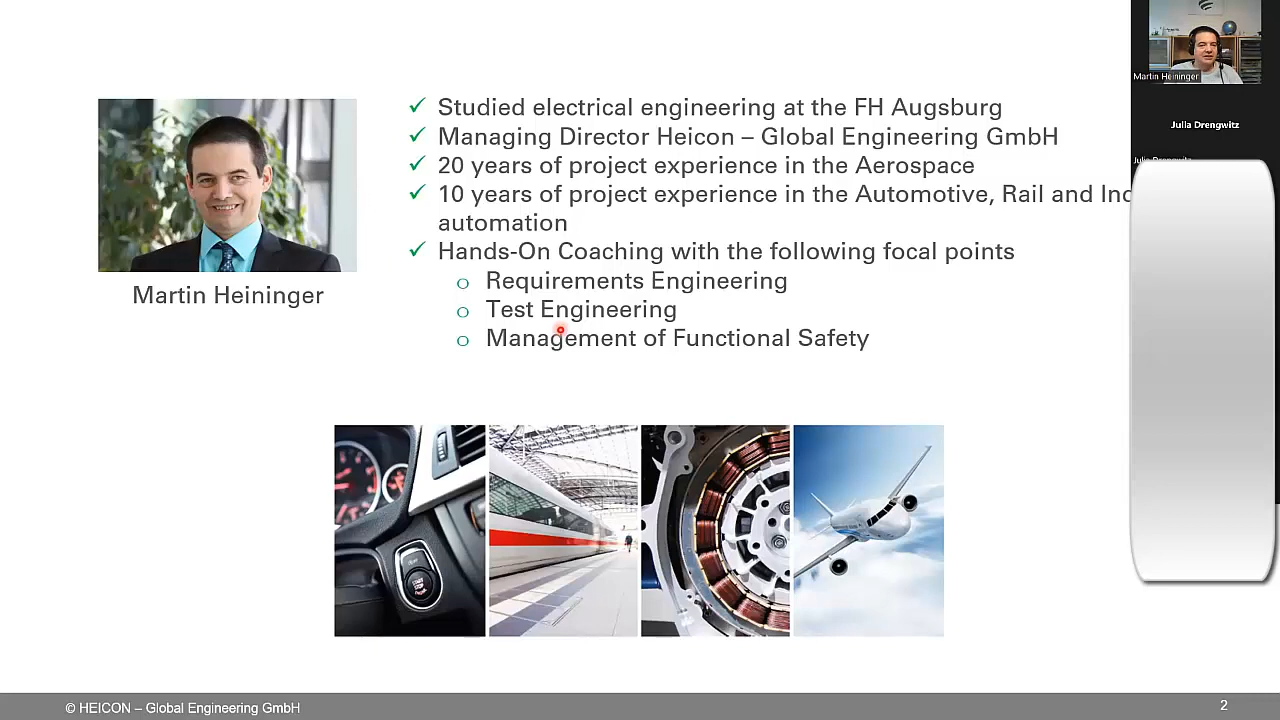 Studied electrical engineering at the FH Augsburg
Managing Director Heicon – Global Engineering GmbH
20 years of project experience in the Aerospace
10 years of project experience in the Automotive, Rail and
automation
Hands-On Coaching with the following focal points
o Requirements Engineering
o Test Engineering
o Management of Functional Safety
Martin Heininger
Martin Heininger
Julia Drengwitz
© HEICON – Global Engineering GmbH
2